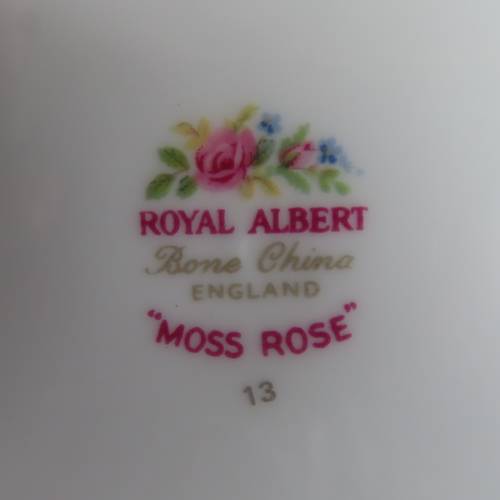 ROYAL ALBERT
Bone China
ENGLAND
"MOSS ROSE"
13